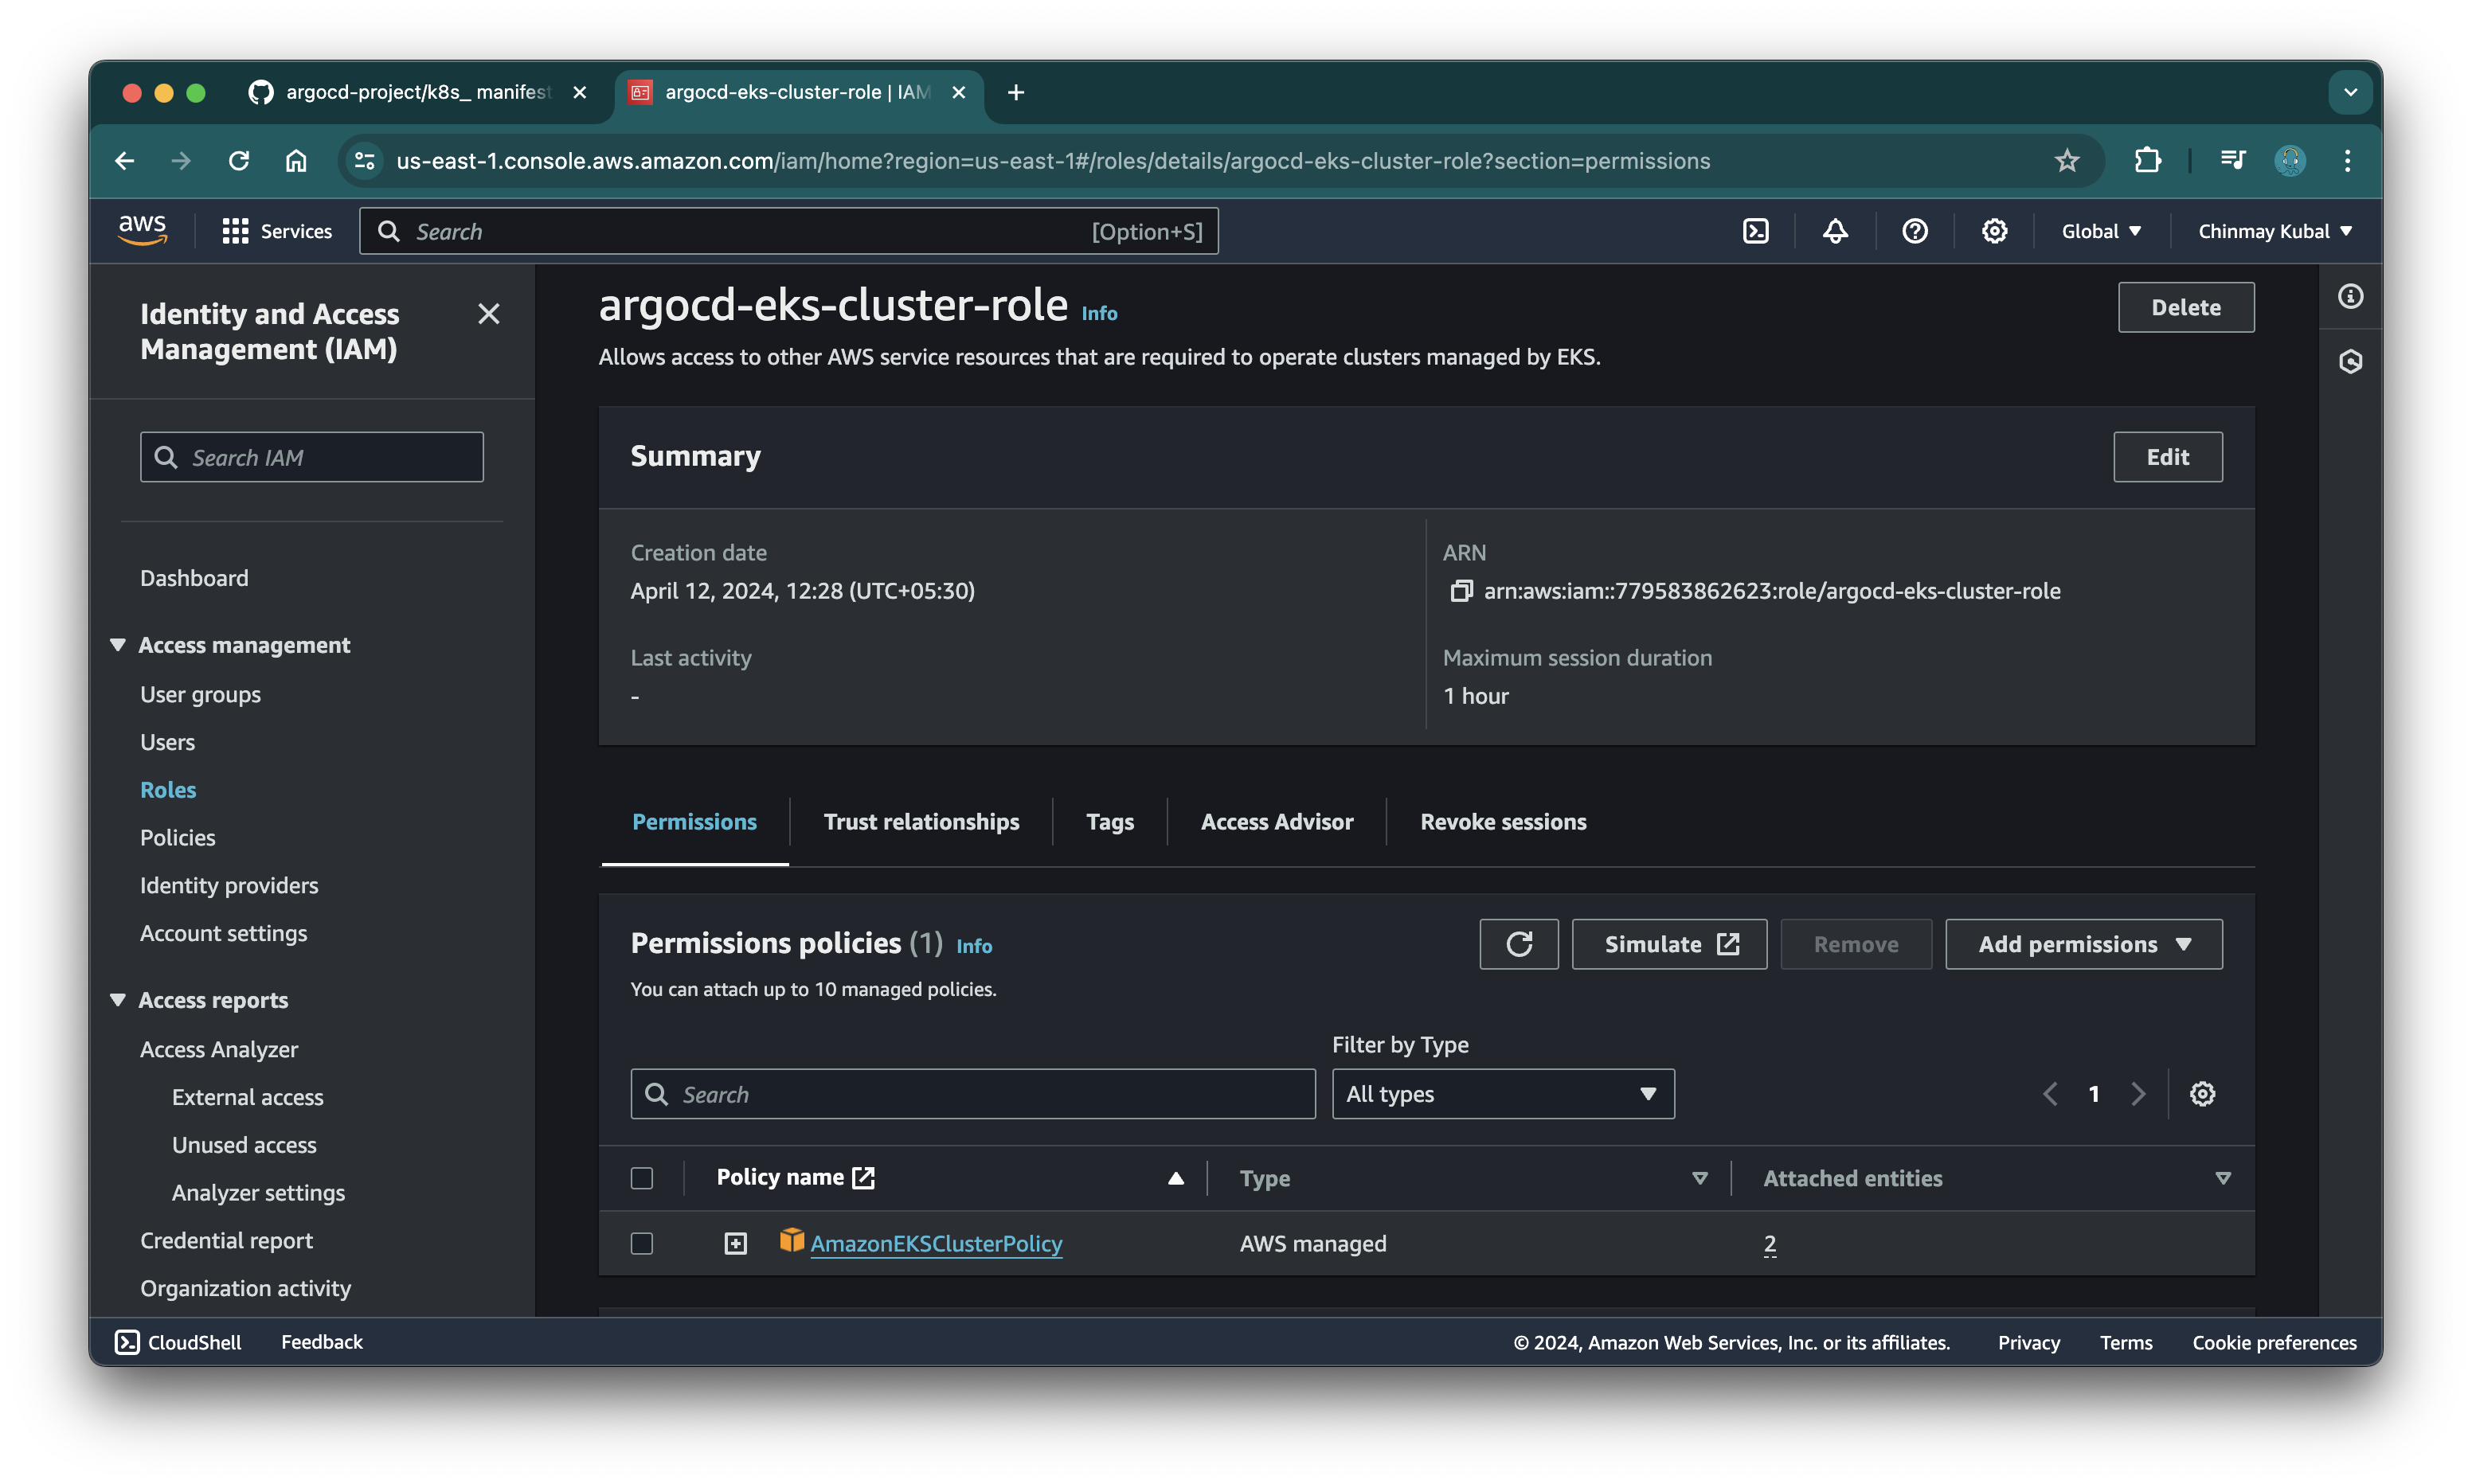 argocd-project/k8s_ manifest
argocd-eks-cluster-role | IAM
us-east-1.console.aws.amazon.com/iam/home?region=us-east-1#/roles/details/argocd-eks-cluster-role?section=permissions
aws
Services
Search
[Option+S]
Global
Chinmay Kubal
Identity and Access
Management (IAM)
Search IAM
Dashboard
Access management
User groups
Users
Roles
Policies
Identity providers
Account settings
Access reports
Access Analyzer
External access
Unused access
Analyzer settings
Credential report
Organization activity
argocd-eks-cluster-role Info
Delete
Allows access to other AWS service resources that are required to operate clusters managed by EKS.
Summary
Edit
Creation date
April 12, 2024, 12:28 (UTC+05:30)
ARN
arn:aws:iam::779583862623:role/argocd-eks-cluster-role
Last activity
-
Maximum session duration
1 hour
Permissions
Trust relationships
Tags
Access Advisor
Revoke sessions
Permissions policies (1) Info
Simulate
Remove
Add permissions
You can attach up to 10 managed policies.
Filter by Type
Search
All types
1
Policy name
Type
Attached entities
AmazonEKSClusterPolicy
AWS managed
2
CloudShell
Feedback
© 2024, Amazon Web Services, Inc. or its affiliates.
Privacy
Terms
Cookie preferences